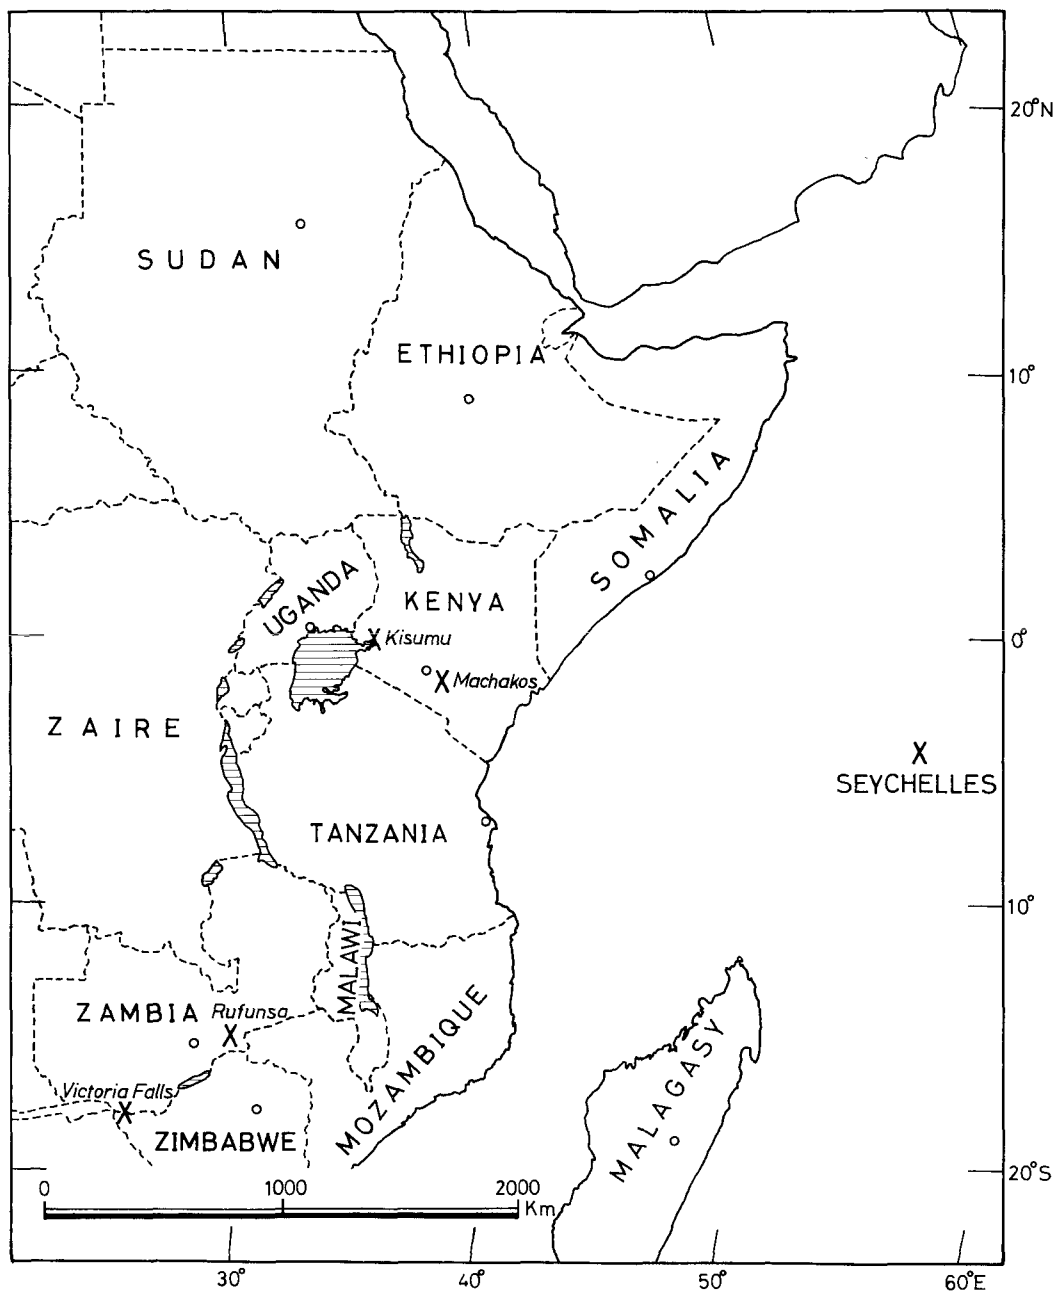 20°N
SUDAN
ETHIOPIA
10°
SOMALIA
UGANDA
KENYA
Kisumu
0°
Machakos
ZAIRE
SEYCHELLES
TANZANIA
10°
MALAWI
ZAMBIA
Rufunsa
MOZAMBIQUE
MALAGASY
Victoria Falls
ZIMBABWE
20°S
0 1000 2000
Km
30° 40° 50° 60°E